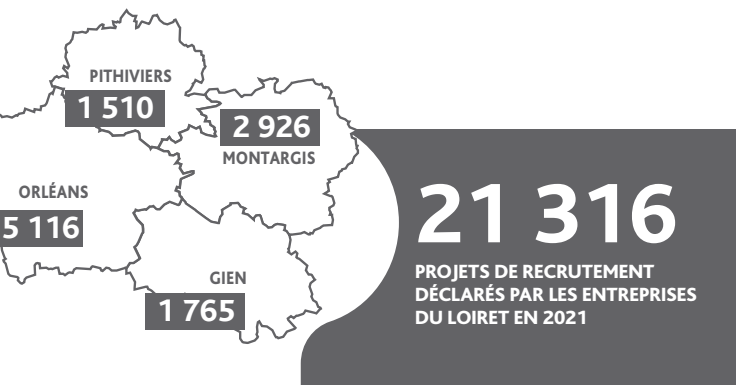 PITHIVIERS
1 510
2 926
MONTARGIS
ORLÉANS
5 116
GIEN
1 765
21 316
PROJETS DE RECRUTEMENT
DÉCLARÉS PAR LES ENTREPRISES
DU LOIRET EN 2021